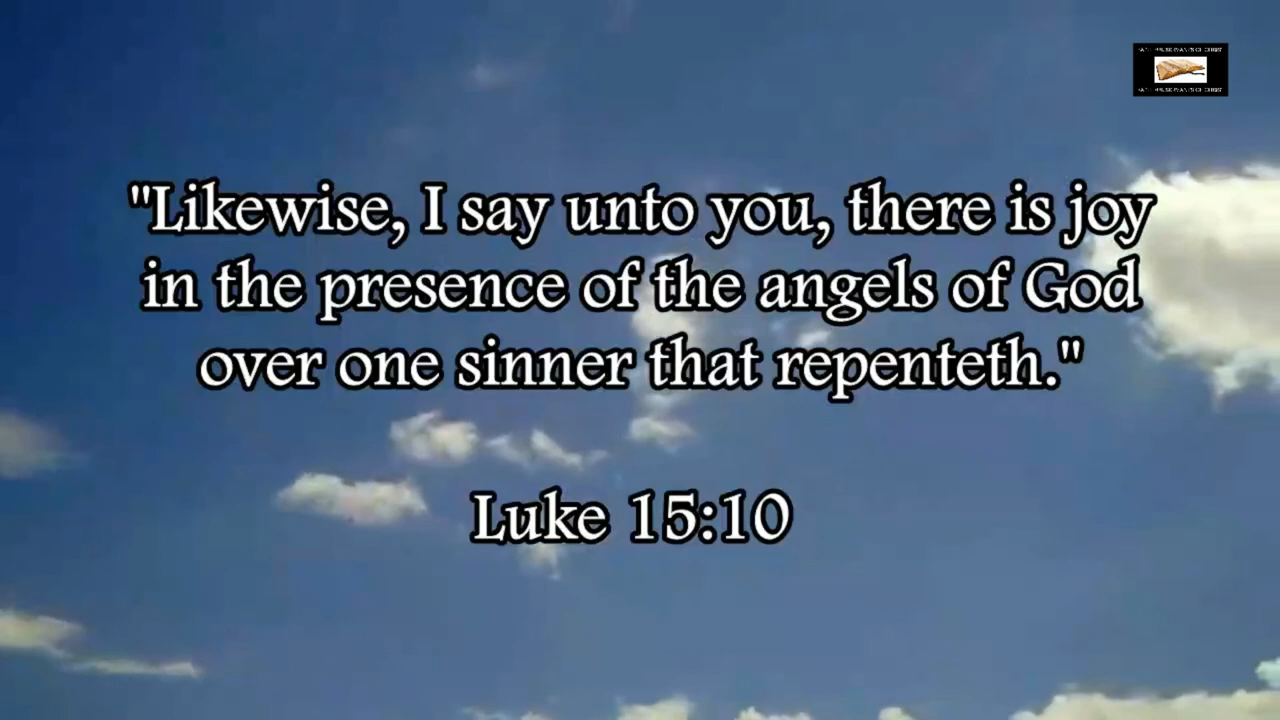 "Likewise, I say unto you, there is joy
in the presence of the angels of God
over one sinner that repenteth."
Luke 15:10